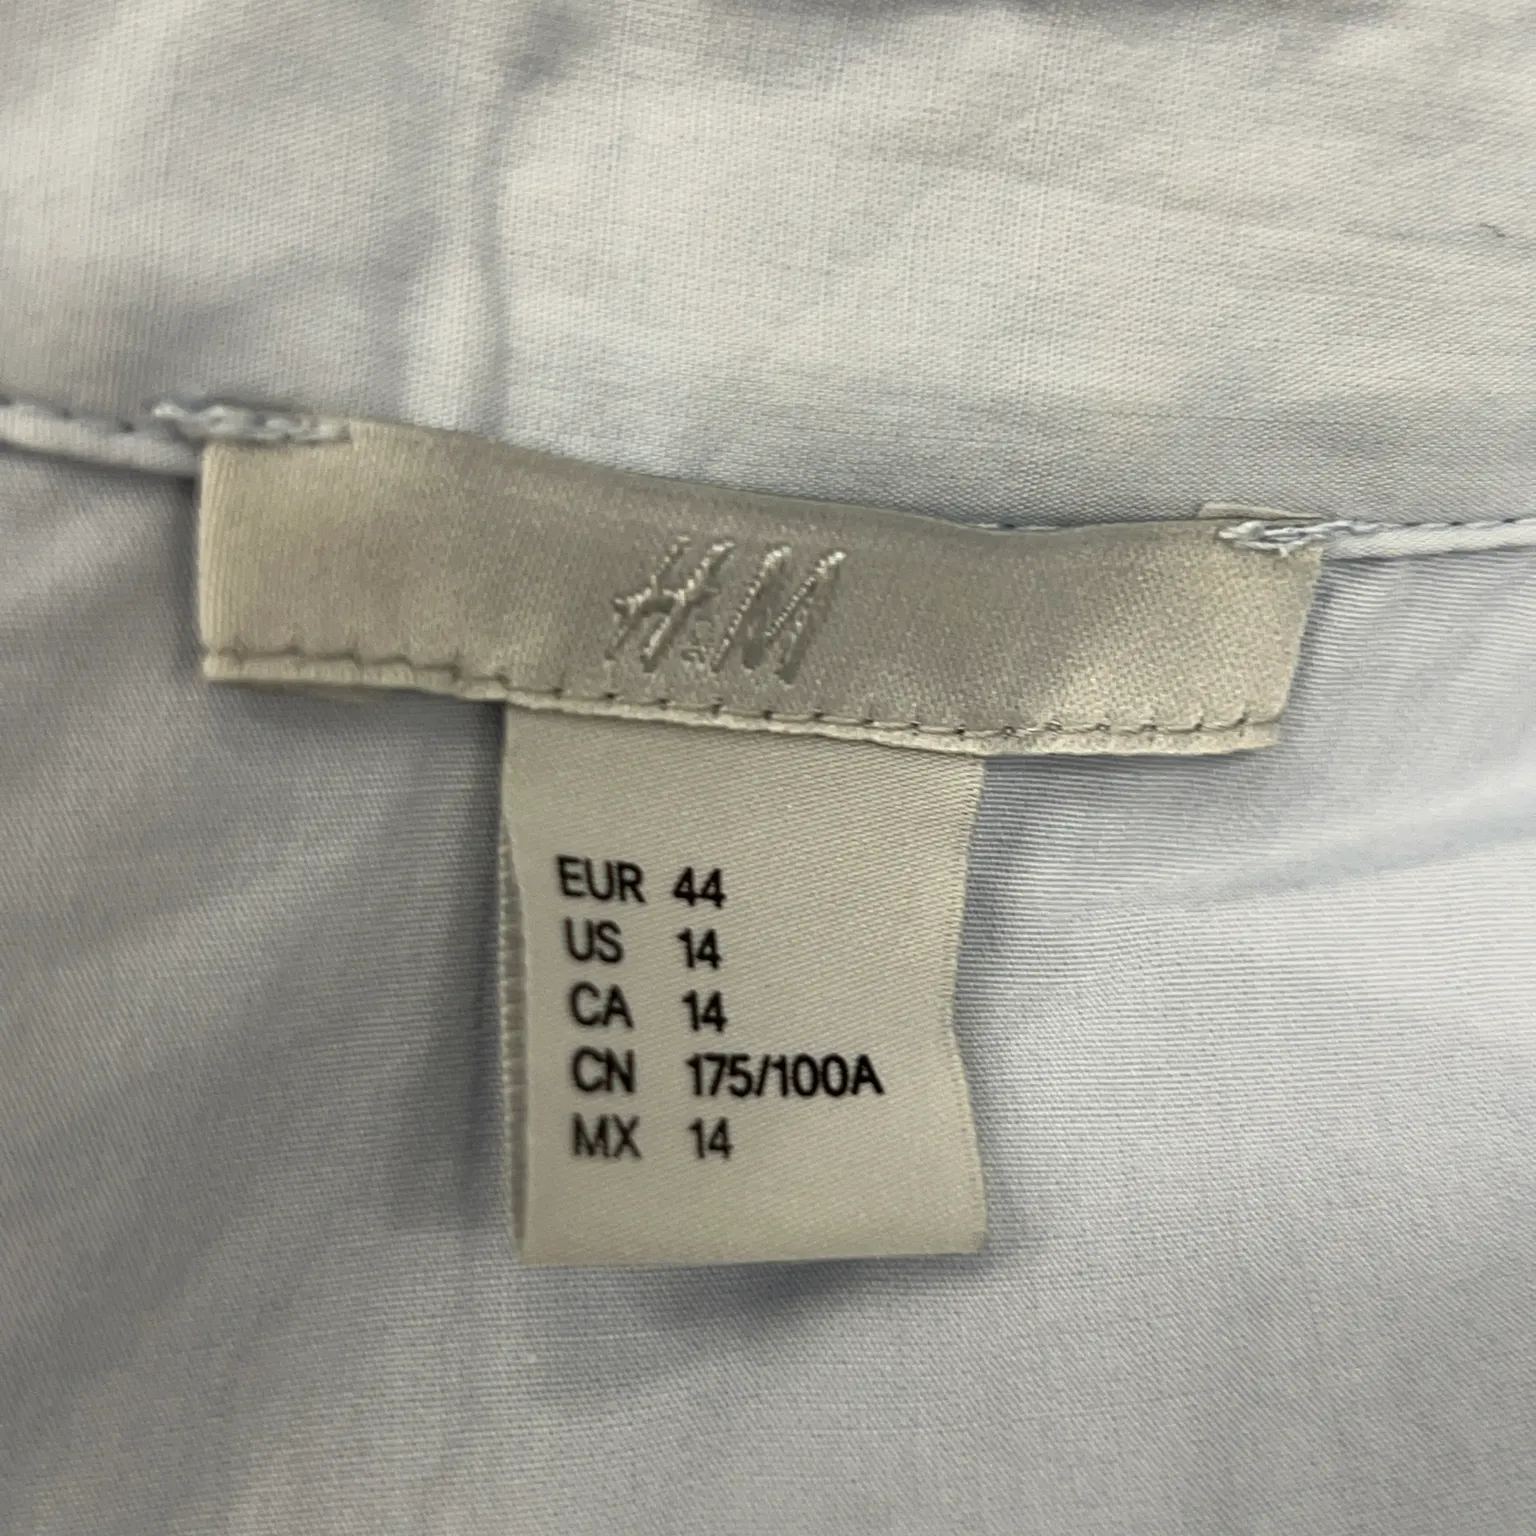 H&M
EUR 44
US 14
CA 14
CN 175/100A
MX 14